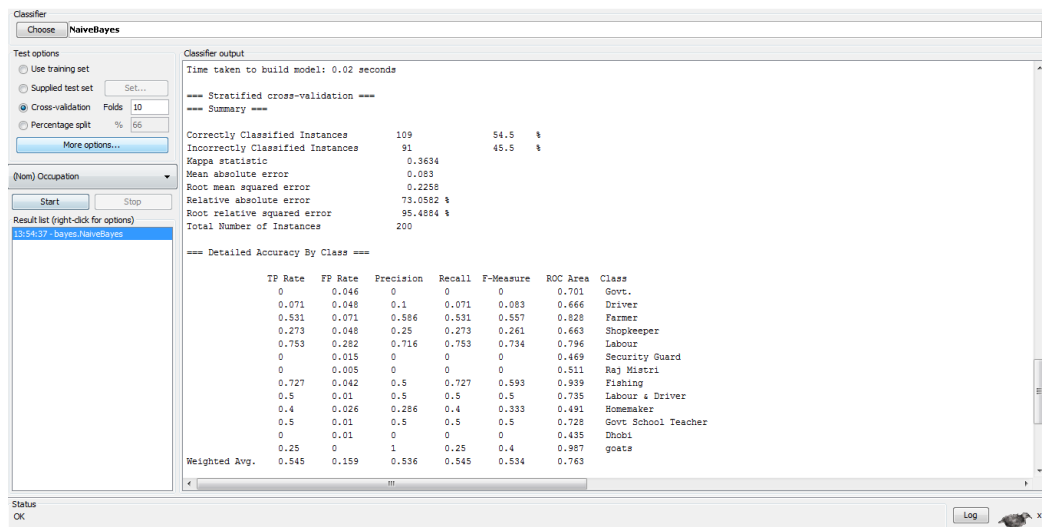 Classifier
Choose NaiveBayes
Test options
Use training set
Supplied test set Set...
Cross-validation Folds 10
Percentage split % 66
More options...
(Nom) Occupation
Start Stop
Result list (right-click for options)
13:54:37 - bayes.NaiveBayes
Classifier output
Time taken to build model: 0.02 seconds
=== Stratified cross-validation ===
=== Summary ===
Correctly Classified Instances 109 54.5 %
Incorrectly Classified Instances 91 45.5 %
Kappa statistic 0.3634
Mean absolute error 0.083
Root mean squared error 0.2258
Relative absolute error 73.0582 %
Root relative squared error 95.4884 %
Total Number of Instances 200
=== Detailed Accuracy By Class ===
TP Rate FP Rate Precision Recall F-Measure ROC Area Class
0 0.046 0 0 0 0.701 Govt.
0.071 0.048 0.1 0.071 0.083 0.666 Driver
0.531 0.071 0.586 0.531 0.557 0.828 Farmer
0.273 0.048 0.25 0.273 0.261 0.663 Shopkeeper
0.753 0.282 0.716 0.753 0.734 0.796 Labour
0 0.015 0 0 0 0.469 Security Guard
0 0.005 0 0 0 0.511 Raj Mistri
0.727 0.042 0.5 0.727 0.593 0.939 Fishing
0.5 0.01 0.5 0.5 0.5 0.735 Labour & Driver
0.4 0.026 0.286 0.4 0.333 0.491 Homemaker
0.5 0.01 0.5 0.5 0.5 0.728 Govt School Teacher
0 0.01 0 0 0 0.435 Dhobi
0.25 0 1 0.25 0.4 0.987 goats
Weighted Avg. 0.545 0.159 0.536 0.545 0.534 0.763
Status
OK
Log
x